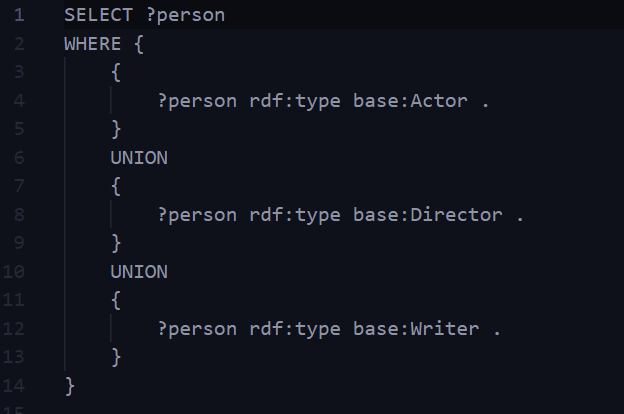 1 SELECT ?person
2 WHERE {
3 {
4 ?person rdf:type base:Actor .
5 }
6 UNION
7 {
8 ?person rdf:type base:Director .
9 }
10 UNION
11 {
12 ?person rdf:type base:Writer .
13 }
14 }
15